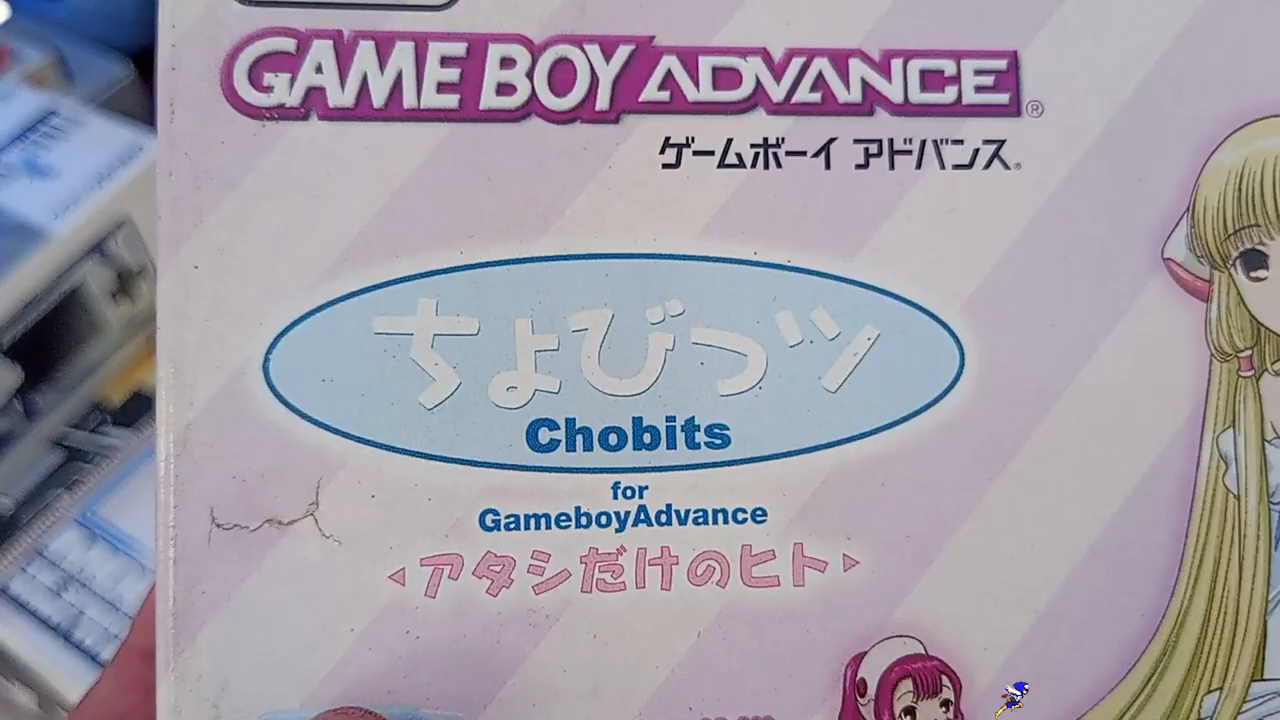 GAME BOY ADVANCE®
ゲームボーイ アドバンス®
ちょびっツ
Chobits
for
GameboyAdvance
◁アタシだけのヒト▷